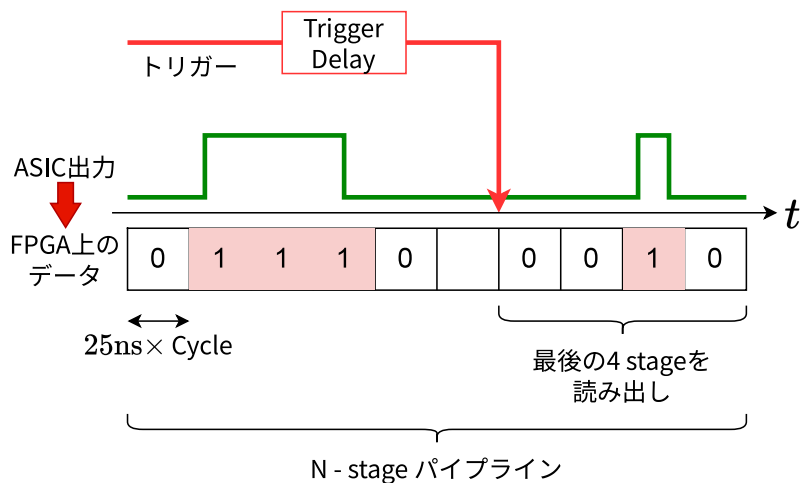 Trigger
Delay
トリガー
ASIC出力
t
FPGA上の
データ
0 1 1 1 0 0 0 1 0
25ns× Cycle
最後の4 stageを
読み出し
N - stage パイプライン